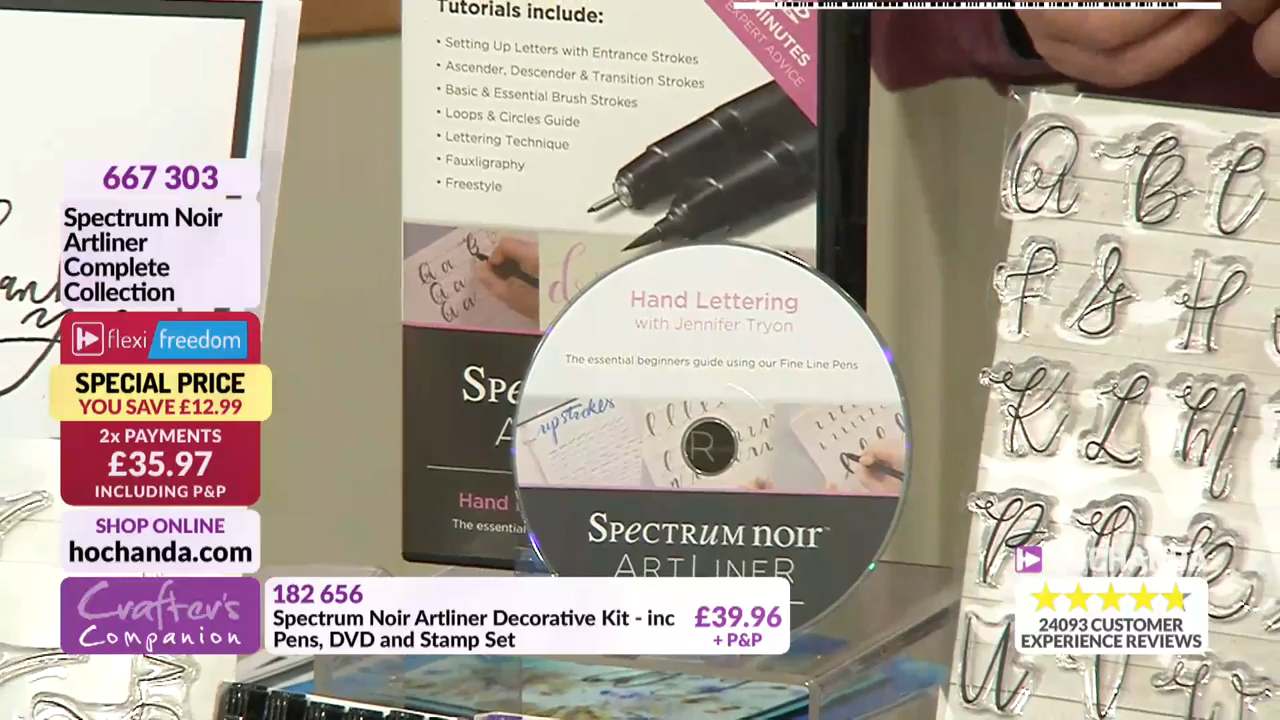 Tutorials include:
• Setting Up Letters with Entrance Strokes
• Ascender, Descender & Transition Strokes
• Basic & Essential Brush Strokes
• Loops & Circles Guide
• Lettering Technique
• Fauxligraphy
• Freestyle
MINUTES
EXPERT ADVICE
667 303
Spectrum Noir
Artliner
Complete
Collection
flexi freedom
SPECIAL PRICE
YOU SAVE £12.99
2x PAYMENTS
£35.97
INCLUDING P&P
SHOP ONLINE
hochanda.com
Crafter's
Companion
182 656
Spectrum Noir Artliner Decorative Kit - inc
Pens, DVD and Stamp Set
£39.96
+ P&P
Hand Lettering
with Jennifer Tryon
The essential beginners guide using our Fine Line Pens
upstrokes
SPECTRUM NOIR™
ARTLINER
Hand
The essential
A B C
F & H
K L M
HOCHANDA
24093 CUSTOMER
EXPERIENCE REVIEWS